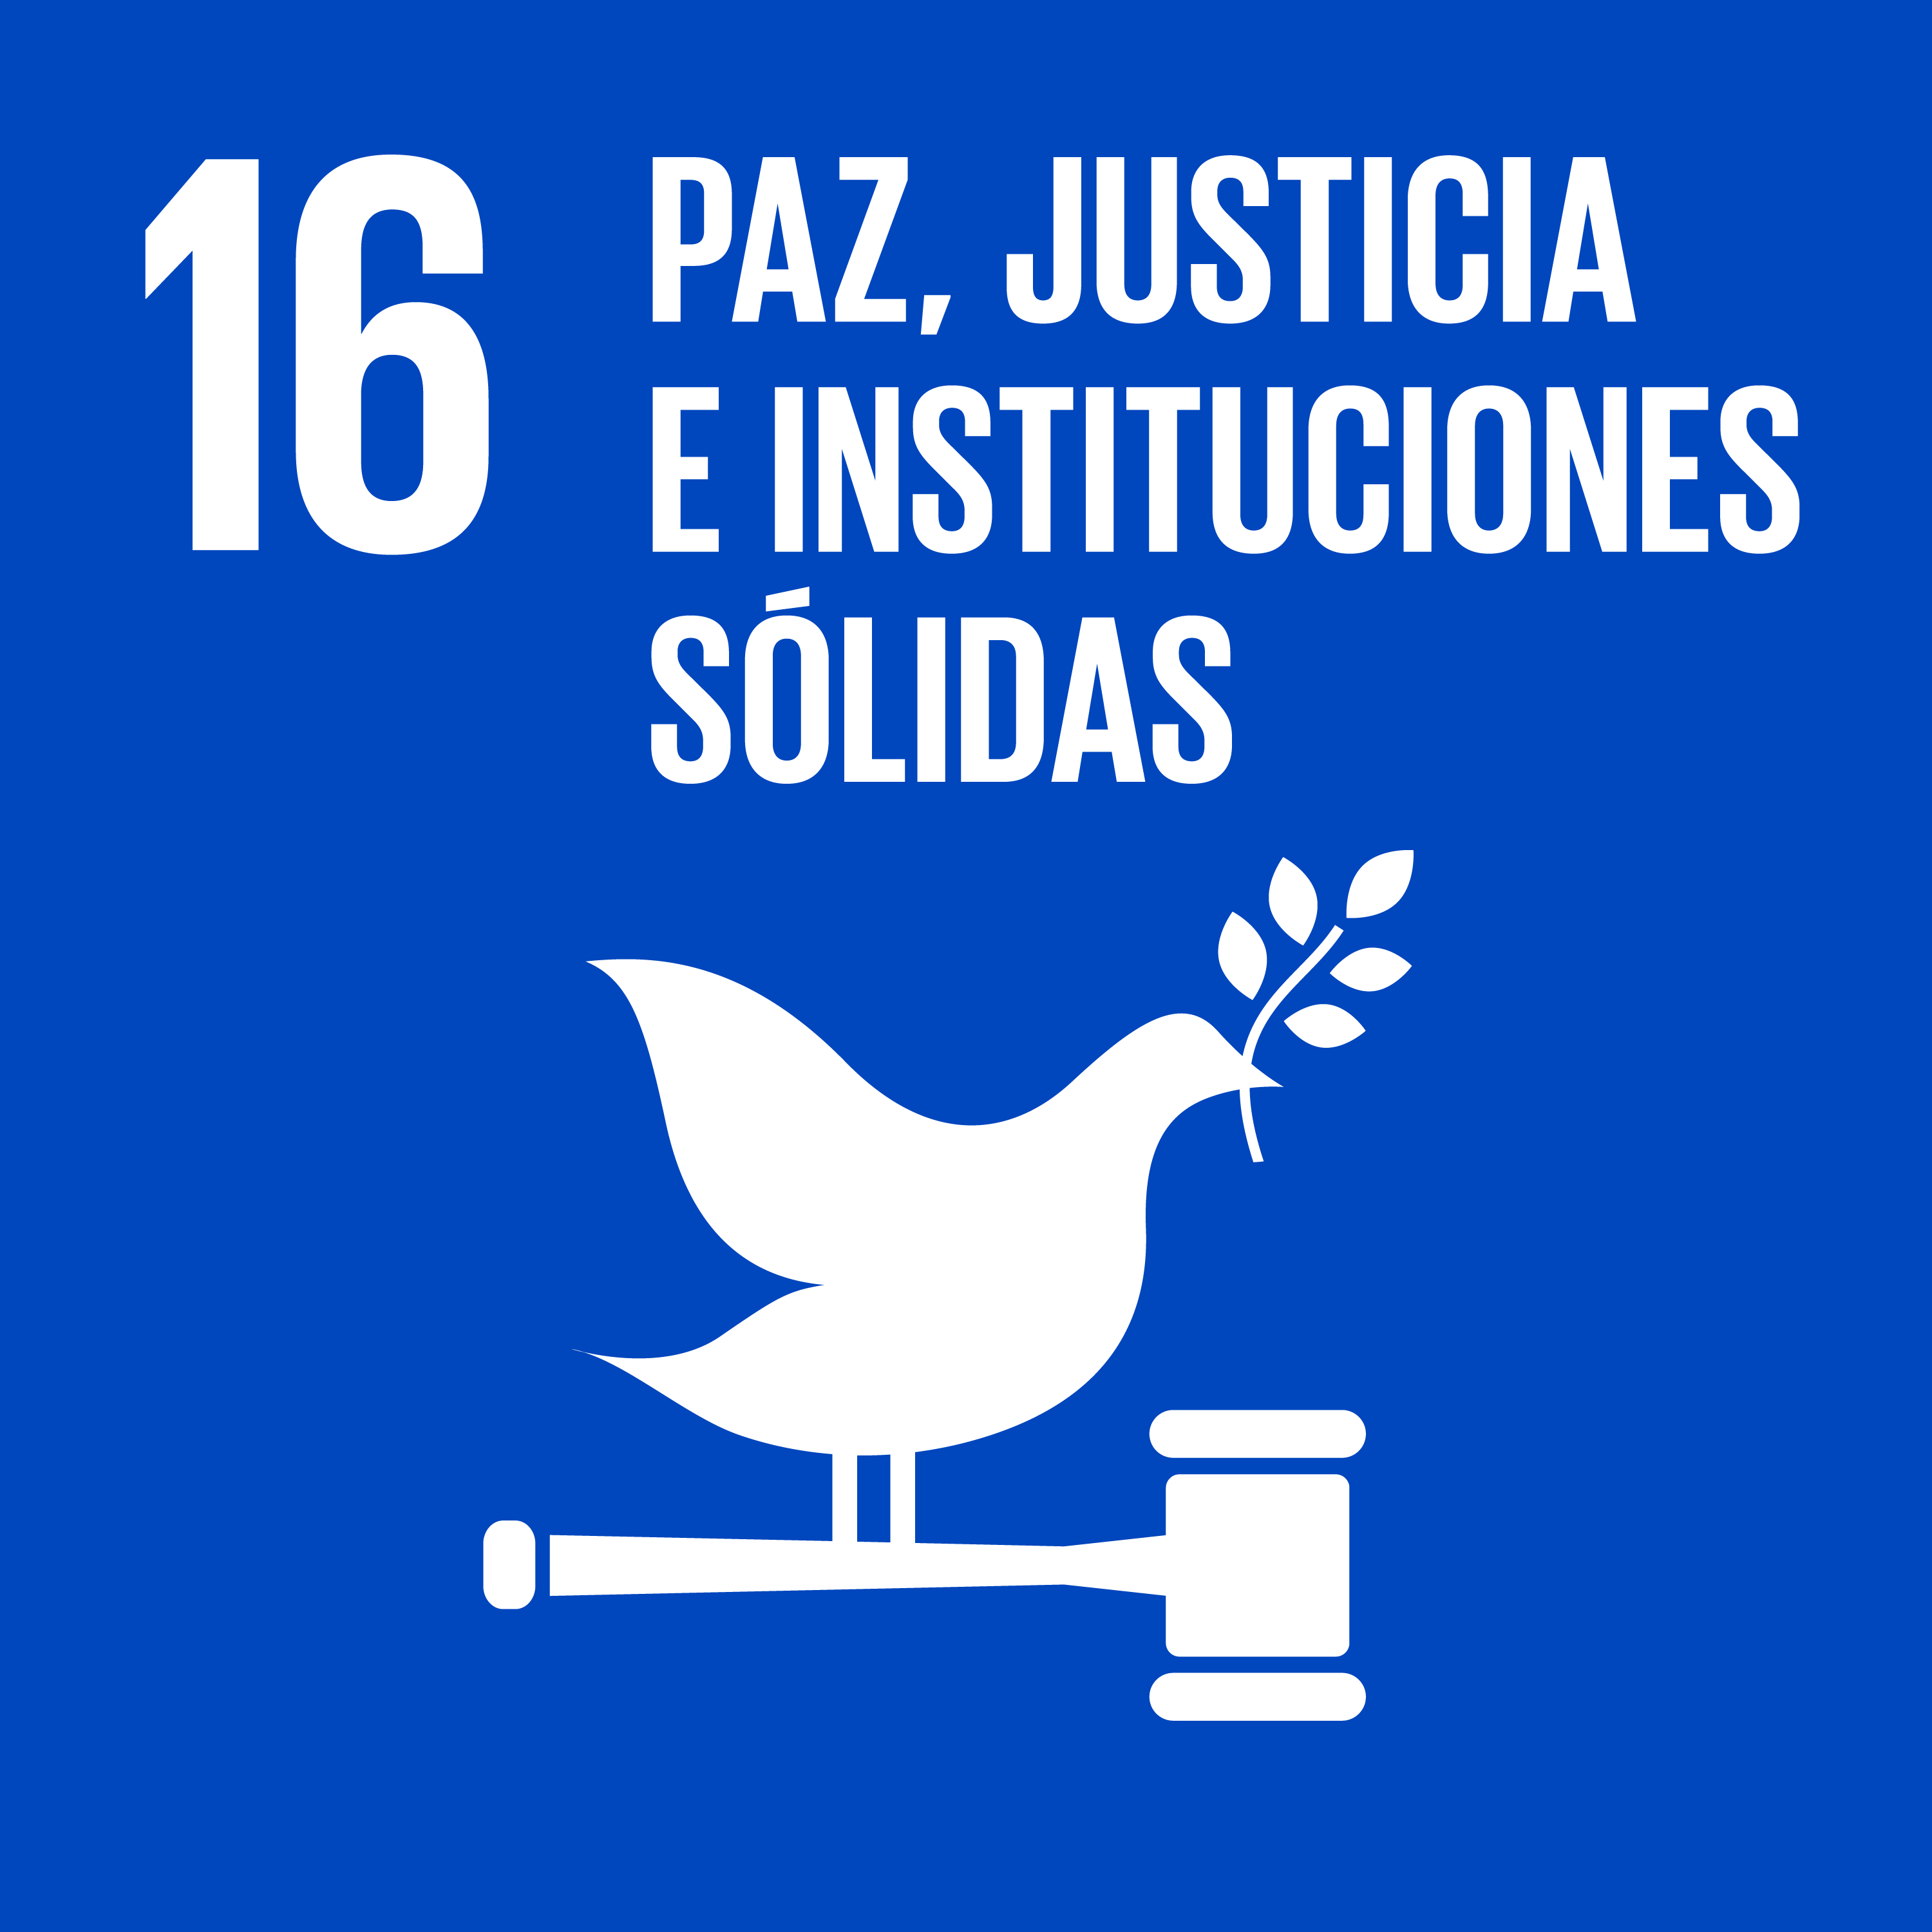 16
PAZ, JUSTICIA
E INSTITUCIONES
SÓLIDAS